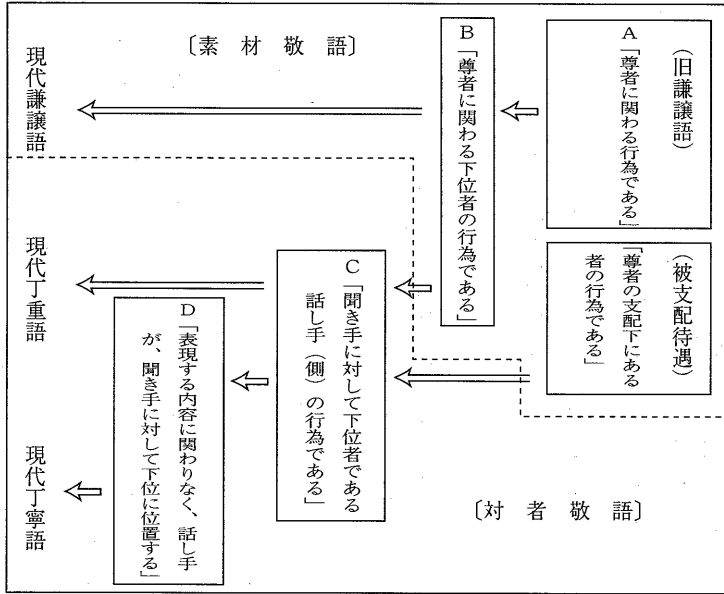 (旧謙譲語)
A「尊者に関わる行為である」
(被支配待遇)
「尊者の支配下にある
者の行為である」
B「尊者に関わる下位者の行為である」
〔素材敬語〕
〔対者敬語〕
C「聞き手に対して下位者である
話し手(側)の行為である」
D「表現する内容に関わりなく、話し手
が、聞き手に対して下位に位置する」
現代謙譲語
現代丁重語
現代丁寧語